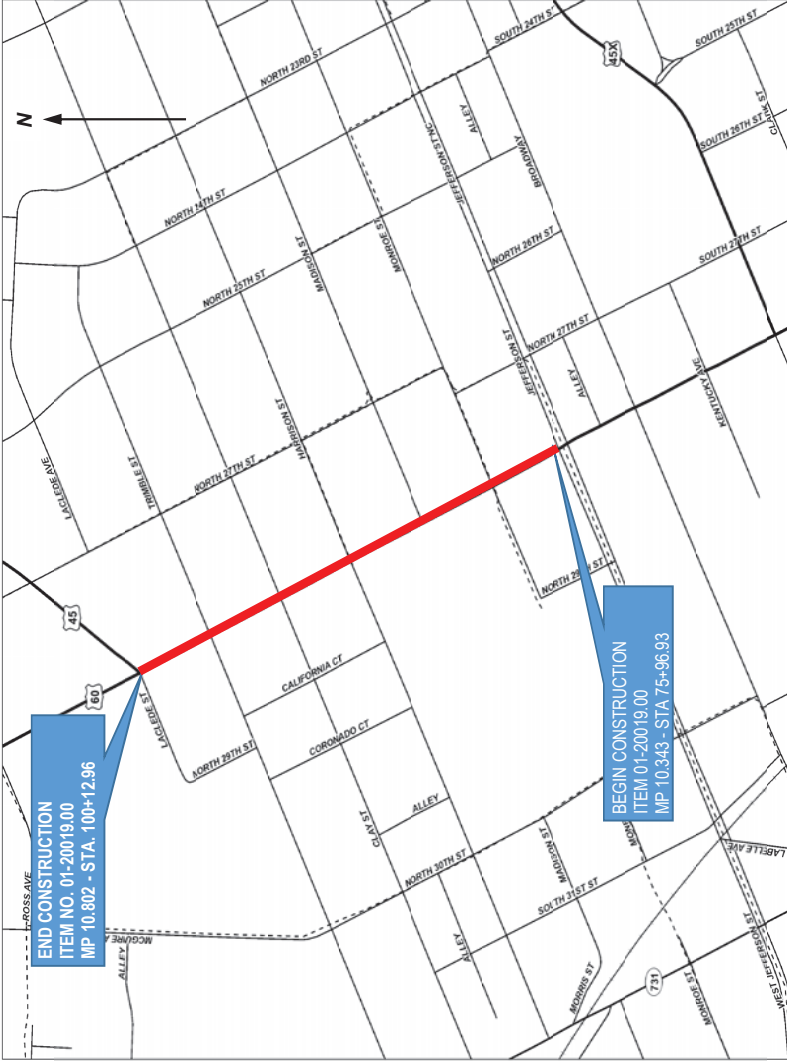 N
NORTH 23RD ST
SOUTH 24TH ST
SOUTH 25TH ST
45X
ALLEY
JEFFERSON ST NC
BROADWAY
SOUTH 26TH ST
CLARK ST
NORTH 24TH ST
MADISON ST
MONROE ST
NORTH 26TH ST
SOUTH 27TH ST
NORTH 25TH ST
JEFFERSON ST
NORTH 27TH ST
ALLEY
KENTUCKY AVE
HARRISON ST
LACLEDE AVE
TRIMBLE ST
NORTH 27TH ST
NORTH 29TH ST
45
60
LACLEDE ST
CALIFORNIA CT
NORTH 29TH ST
CORONADO CT
END CONSTRUCTION
ITEM NO. 01-20019.00
MP 10.802 - STA. 100+12.96
BEGIN CONSTRUCTION
ITEM 01-20019.00
MP 10.343 - STA 75+96.93
CLAY ST
ALLEY
MADISON ST
LABELLE AVE
NORTH 30TH ST
ROSS AVE
SOUTH 31ST ST
ALLEY
ALLEY
WEST JEFFERSON ST
MORRIS ST
731
MONROE ST